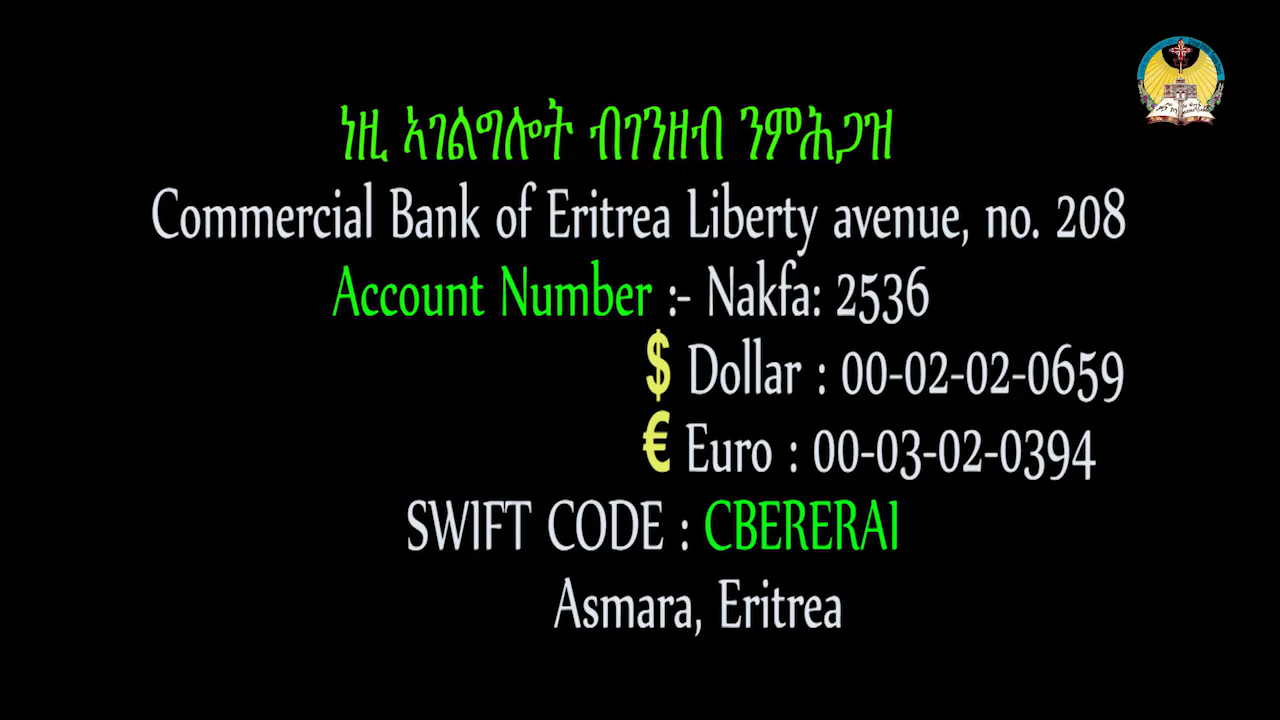 ነዚ ኣገልግሎት ብገንዘብ ንምሕጋዝ
Commercial Bank of Eritrea Liberty avenue, no. 208
Account Number :- Nakfa: 2536
$ Dollar : 00-02-02-0659
€ Euro : 00-03-02-0394
SWIFT CODE : CBERERAI
Asmara, Eritrea